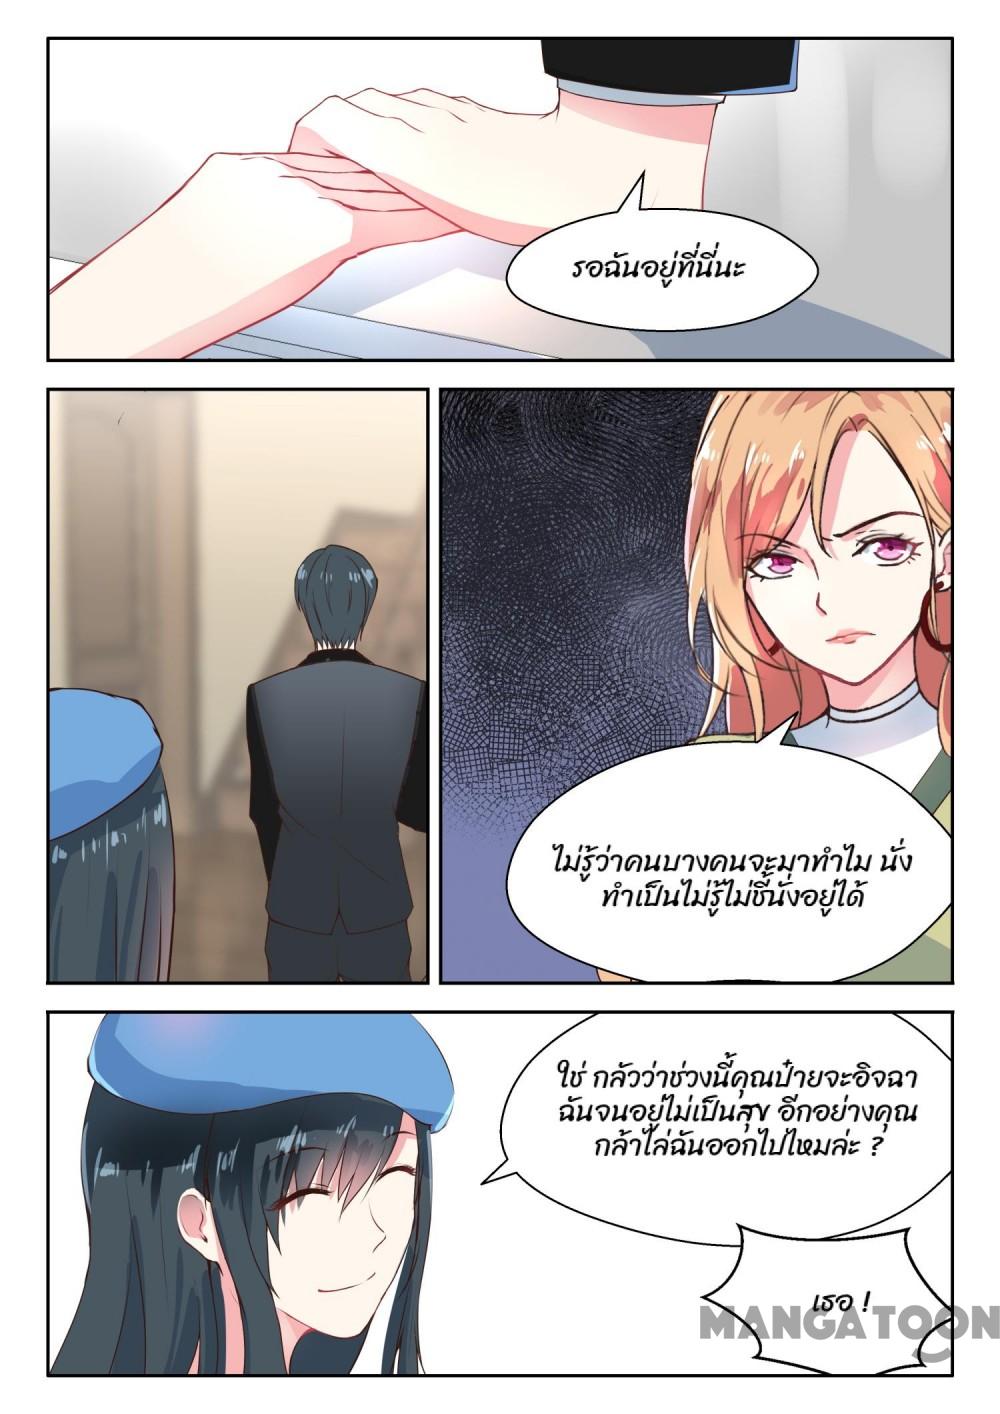 รอฉันอยู่ที่นี่นะ
ไม่รู้ว่าคนบางคนจะมาทำไม นั่ง
ทำเป็นไม่รู้ไม่ชี้นั่งอยู่ได้
ใช่ กลัวว่าช่วงนี้คุณป๋ายจะอิจฉา
ฉันจนอยู่ไม่เป็นสุข อีกอย่างคุณ
กล้าไล่ฉันออกไปไหมล่ะ ?
เธอ !
MANGATOON